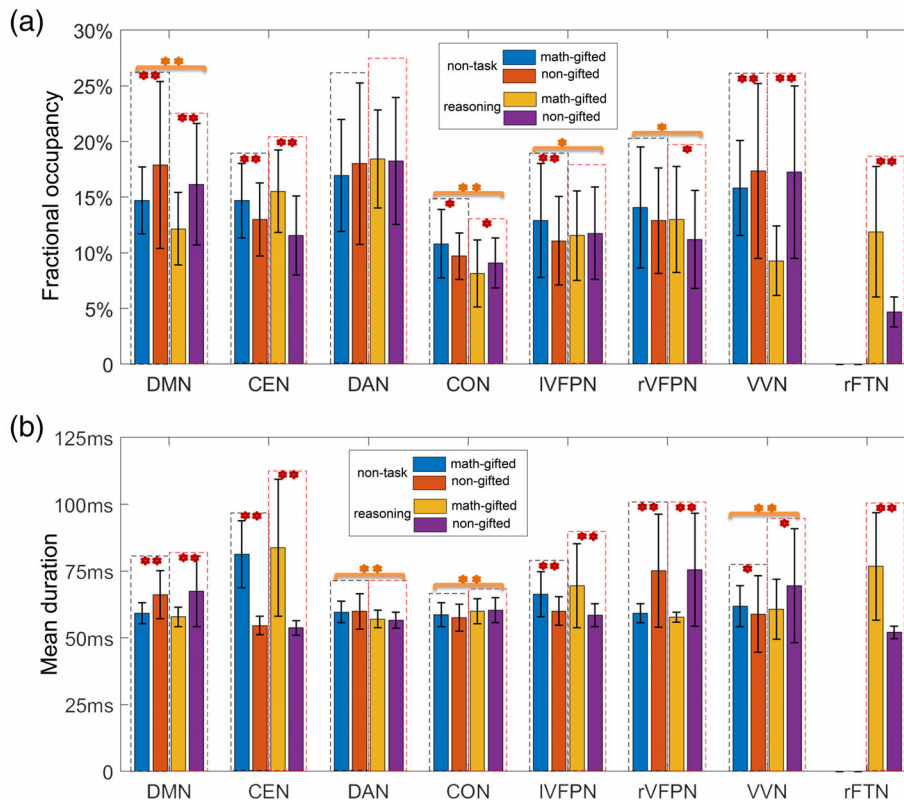 (a)
Fractional occupancy
30%
25%
20%
15%
10%
5%
0
non-task
math-gifted
non-gifted
reasoning
math-gifted
non-gifted
** ** **
** **
** * *
* **
* *
** **
**
DMN CEN DAN CON lVFPN rVFPN VVN rFTN
(b)
Mean duration
125ms
100ms
75ms
50ms
25ms
0
non-task
math-gifted
non-gifted
reasoning
math-gifted
non-gifted
** **
** **
**
**
** **
** **
** * *
**
DMN CEN DAN CON lVFPN rVFPN VVN rFTN